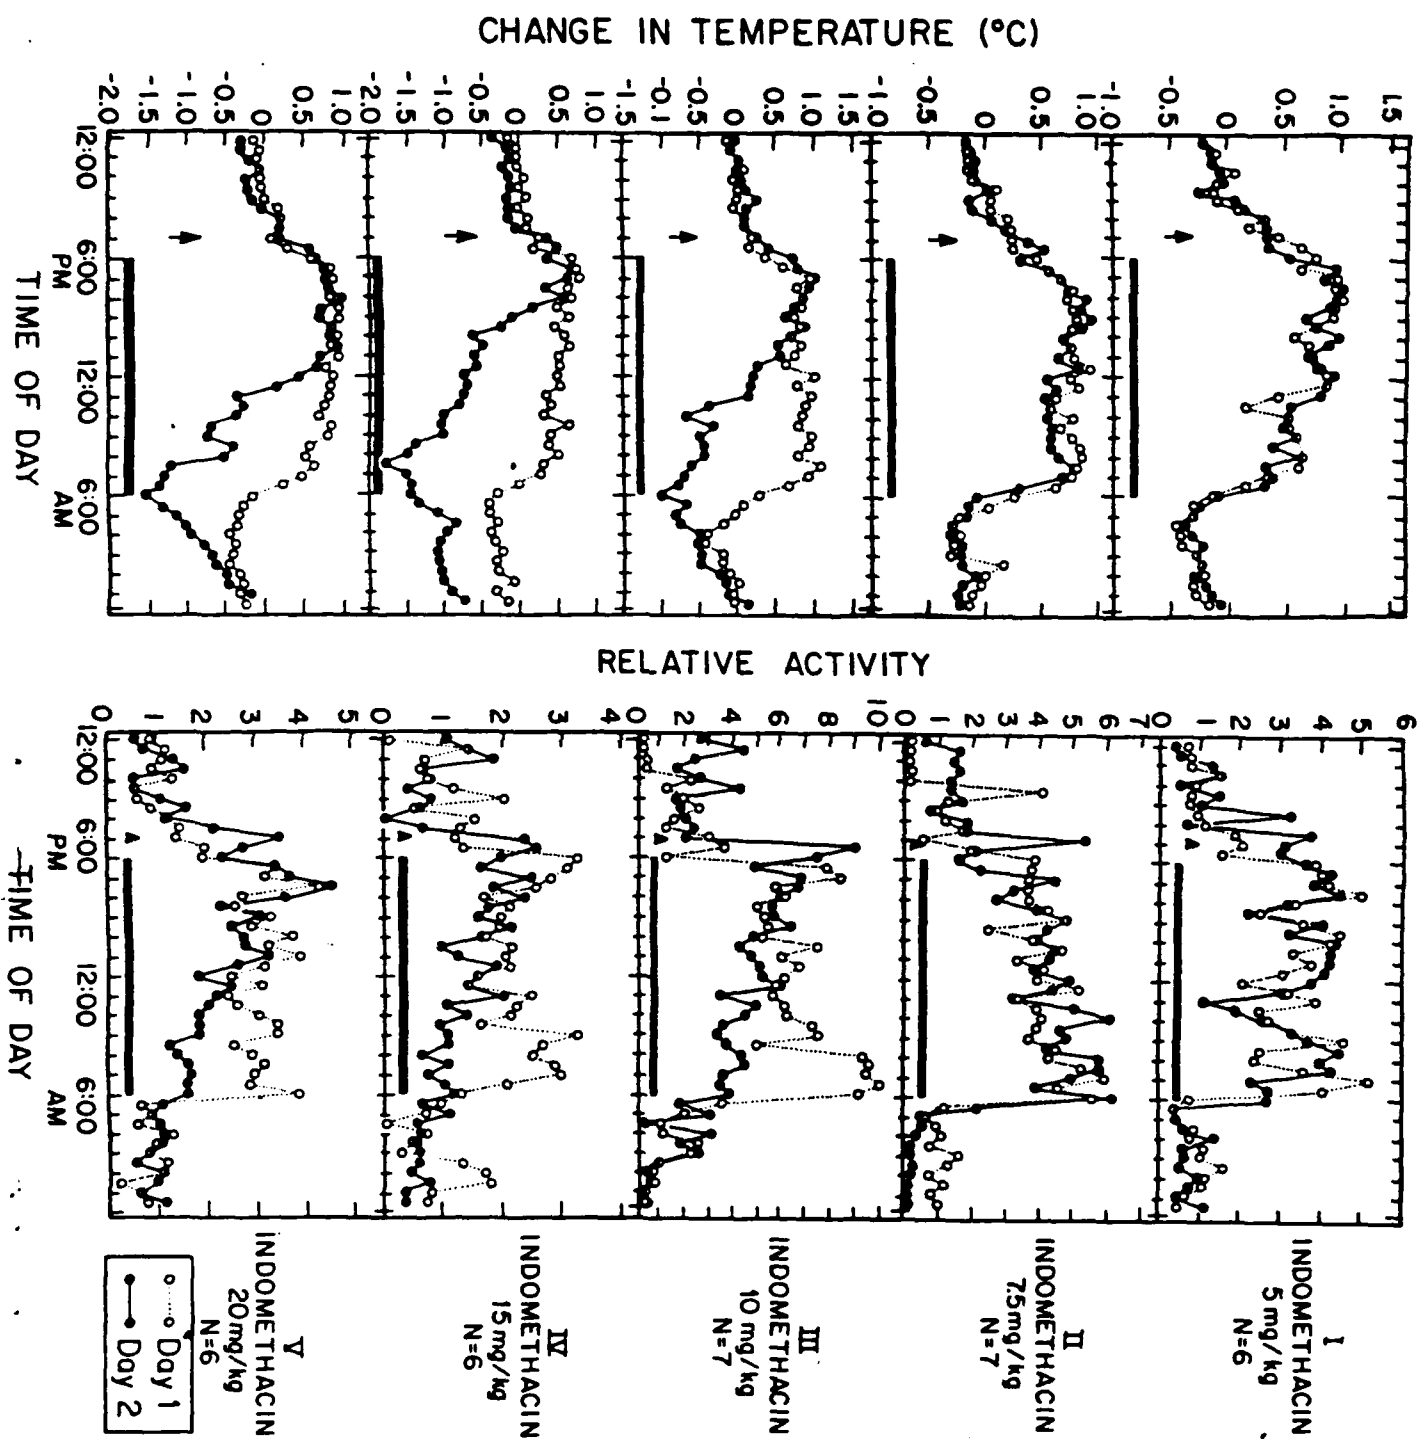 CHANGE IN TEMPERATURE (°C)
1.5
1.0
0.5
0
-0.5
-1.0
1.0
0.5
0
-0.5
-1.0
1.5
1.0
0.5
0
-0.5
-0.1
-1.5
1.0
0.5
0
-0.5
-1.0
-1.5
-2.0
1.0
0.5
0
-0.5
-1.0
-1.5
-2.0
12:00 6:00 12:00 6:00
PM AM
TIME OF DAY
RELATIVE ACTIVITY
6
5
4
3
2
1
0
7
6
5
4
3
2
1
0
10
8
6
4
2
0
4
3
2
1
0
5
4
3
2
1
0
12:00 6:00 12:00 6:00
PM AM
TIME OF DAY
I
INDOMETHACIN
5 mg/kg
N=6
II
INDOMETHACIN
7.5 mg/kg
N=7
III
INDOMETHACIN
10 mg/kg
N=7
IV
INDOMETHACIN
15 mg/kg
N=6
V
INDOMETHACIN
20 mg/kg
N=6
Day 1
Day 2